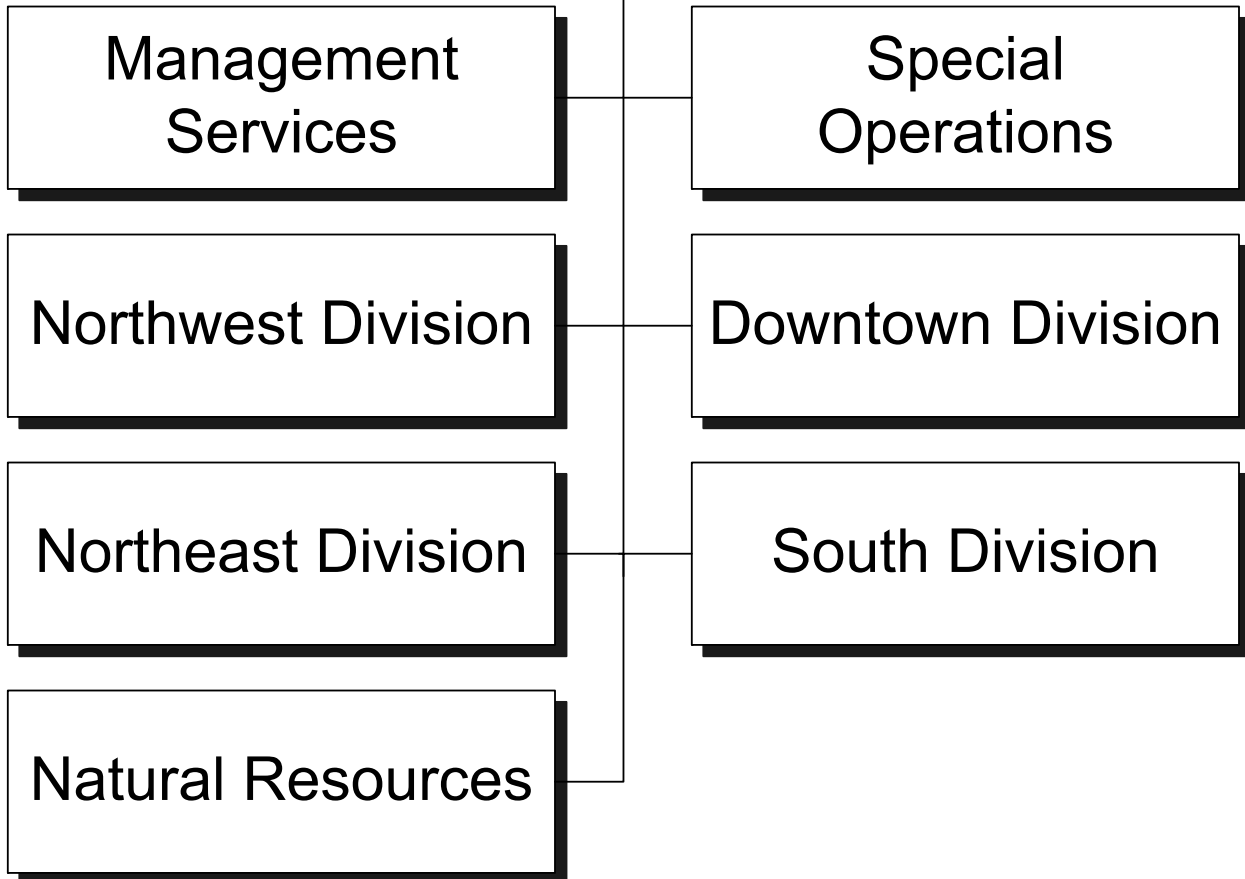 Management
Services
Special
Operations
Northwest Division
Downtown Division
Northeast Division
South Division
Natural Resources